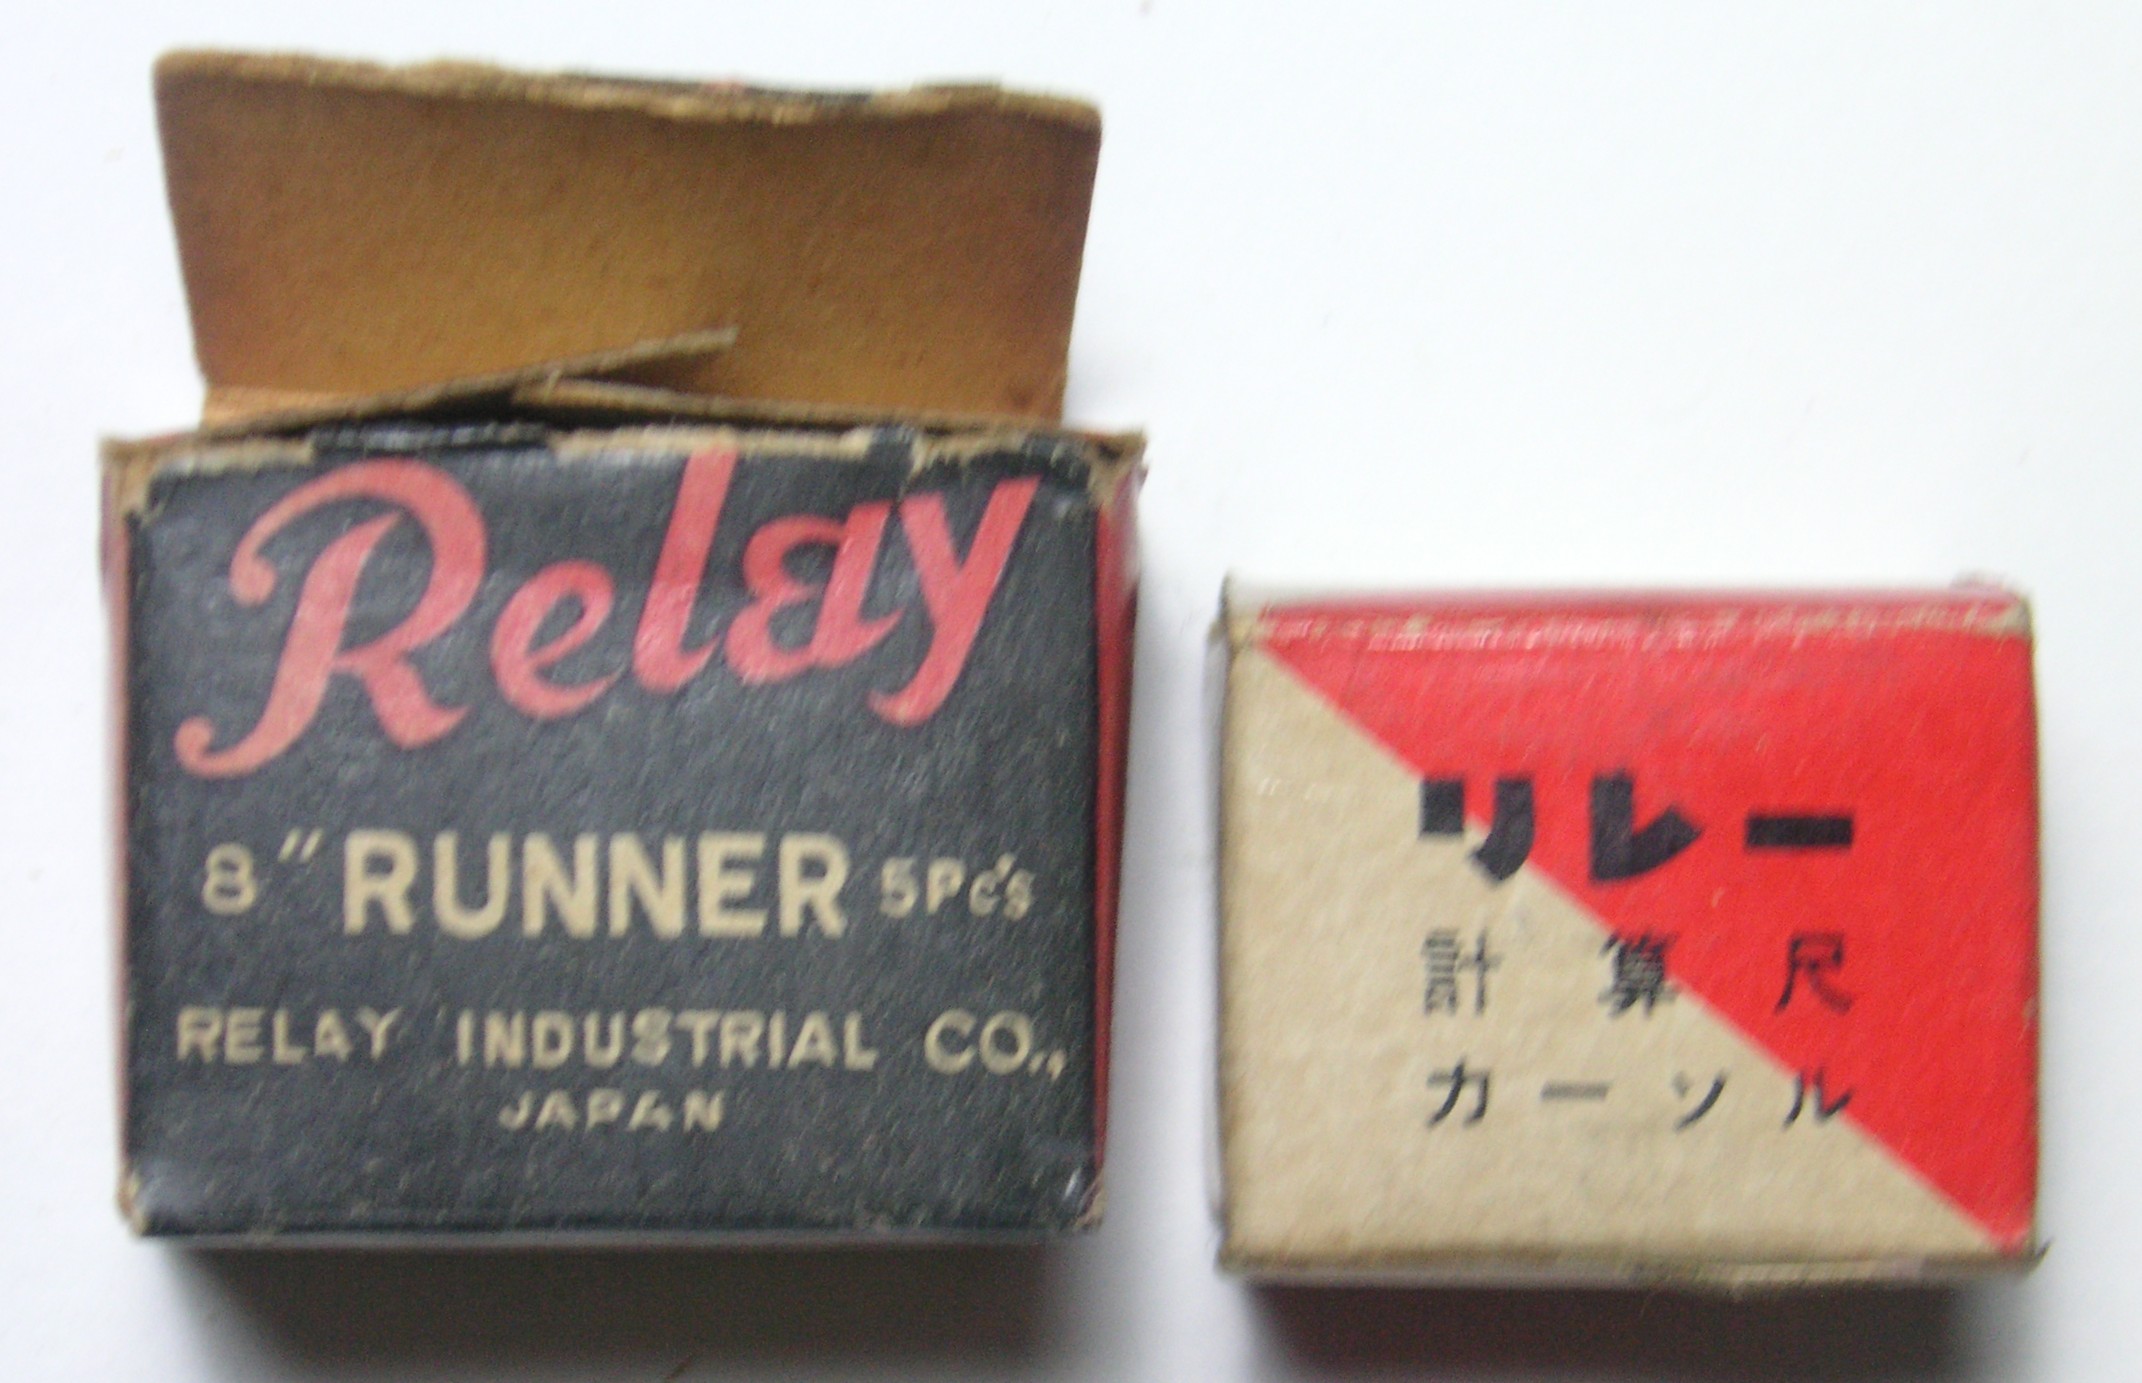 Relay
8" RUNNER 5Pc's
RELAY INDUSTRIAL CO.,
JAPAN
リレー
計算尺
カーソル